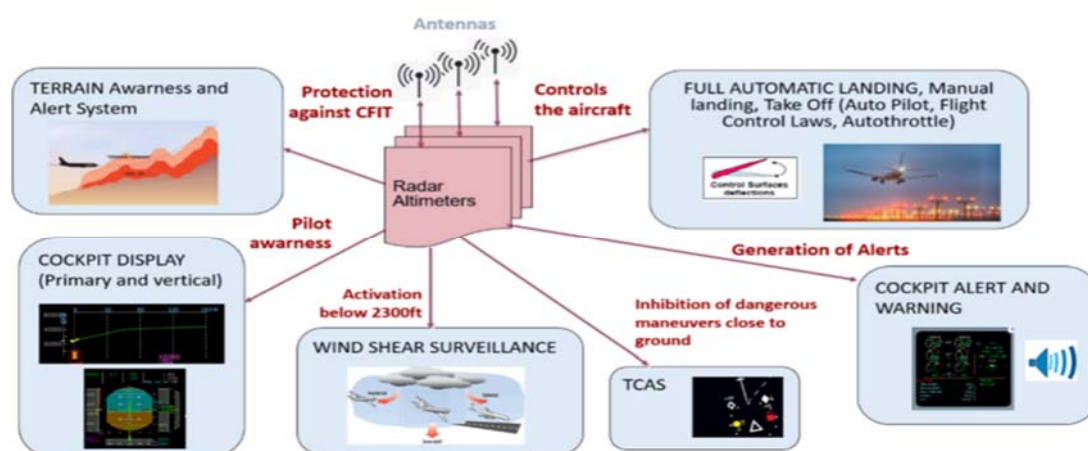 Antennas
TERRAIN Awarness and
Alert System
Protection
against CFIT
Controls
the aircraft
FULL AUTOMATIC LANDING, Manual
landing, Take Off (Auto Pilot, Flight
Control Laws, Autothrottle)
Control Surfaces
deflections
Radar
Altimeters
Pilot
awarness
COCKPIT DISPLAY
(Primary and vertical)
Activation
below 2300ft
WIND SHEAR SURVEILLANCE
Inhibition of dangerous
maneuvers close to
ground
TCAS
Generation of Alerts
COCKPIT ALERT AND
WARNING